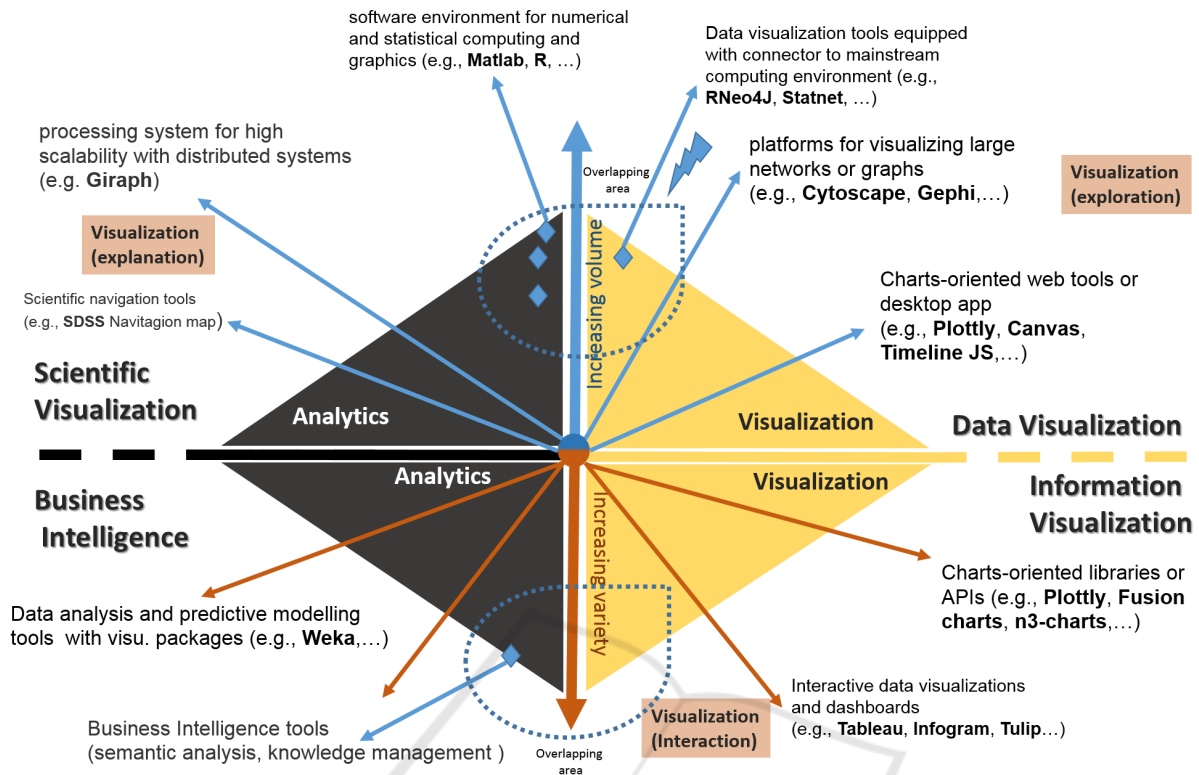 software environment for numerical
and statistical computing and
graphics (e.g., Matlab, R, …)
Data visualization tools equipped
with connector to mainstream
computing environment (e.g.,
RNeo4J, Statnet, …)
processing system for high
scalability with distributed systems
(e.g. Giraph)
platforms for visualizing large
networks or graphs
(e.g., Cytoscape, Gephi,…)
Overlapping
area
Visualization
(exploration)
Visualization
(explanation)
Increasing volume
Scientific navigation tools
(e.g., SDSS Navitagion map)
Charts-oriented web tools or
desktop app
(e.g., Plottly, Canvas,
Timeline JS,…)
Scientific
Visualization
Analytics
Visualization
Data Visualization
Analytics
Visualization
Business
Intelligence
Information
Visualization
Increasing variety
Data analysis and predictive modelling
tools with visu. packages (e.g., Weka,…)
Charts-oriented libraries or
APIs (e.g., Plottly, Fusion
charts, n3-charts,…)
Business Intelligence tools
(semantic analysis, knowledge management )
Overlapping
area
Visualization
(Interaction)
Interactive data visualizations
and dashboards
(e.g., Tableau, Infogram, Tulip…)